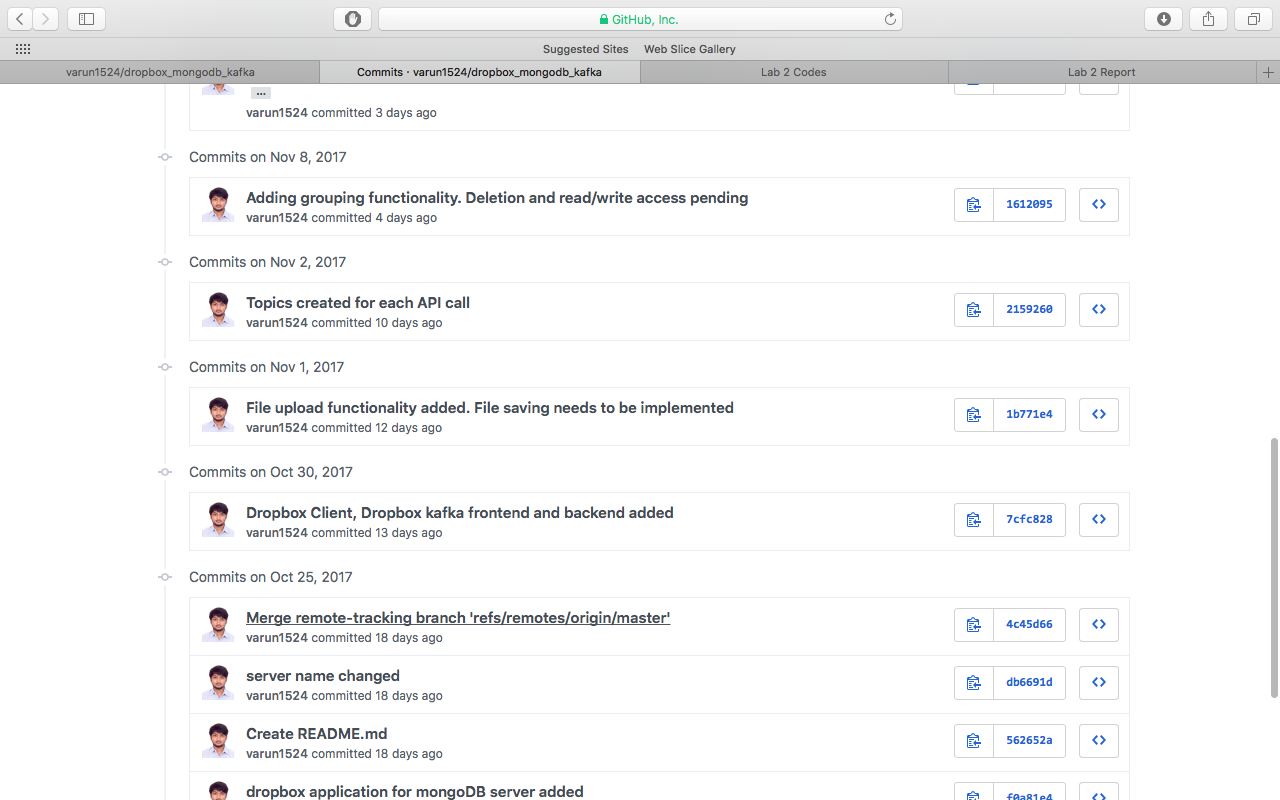 GitHub, Inc.
Suggested Sites Web Slice Gallery
varun1524/dropbox_mongodb_kafka Commits · varun1524/dropbox_mongodb_kafka Lab 2 Codes Lab 2 Report
...
varun1524 committed 3 days ago
Commits on Nov 8, 2017
Adding grouping functionality. Deletion and read/write access pending
varun1524 committed 4 days ago
1612095
Commits on Nov 2, 2017
Topics created for each API call
varun1524 committed 10 days ago
2159260
Commits on Nov 1, 2017
File upload functionality added. File saving needs to be implemented
varun1524 committed 12 days ago
1b771e4
Commits on Oct 30, 2017
Dropbox Client, Dropbox kafka frontend and backend added
varun1524 committed 13 days ago
7cfc828
Commits on Oct 25, 2017
Merge remote-tracking branch 'refs/remotes/origin/master'
varun1524 committed 18 days ago
4c45d66
server name changed
varun1524 committed 18 days ago
db6691d
Create README.md
varun1524 committed 18 days ago
562652a
dropbox application for mongoDB server added
f0a81e4